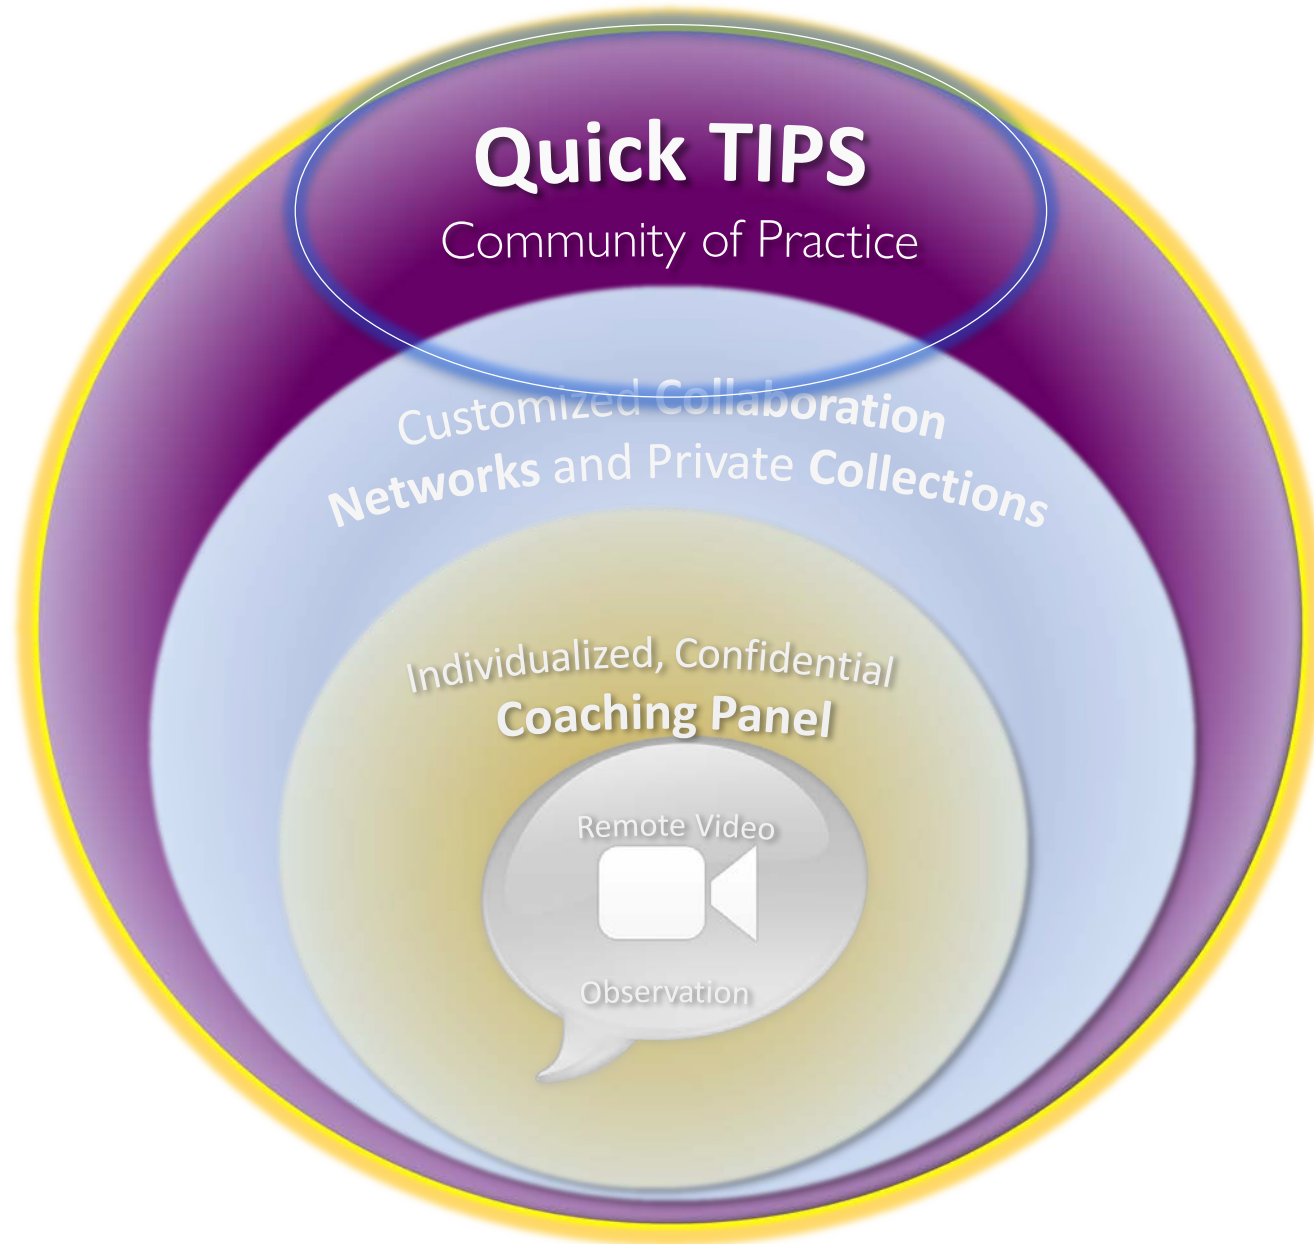 Quick TIPS
Community of Practice
Customized Collaboration
Networks and Private Collections
Individualized, Confidential
Coaching Panel
Remote Video
Observation